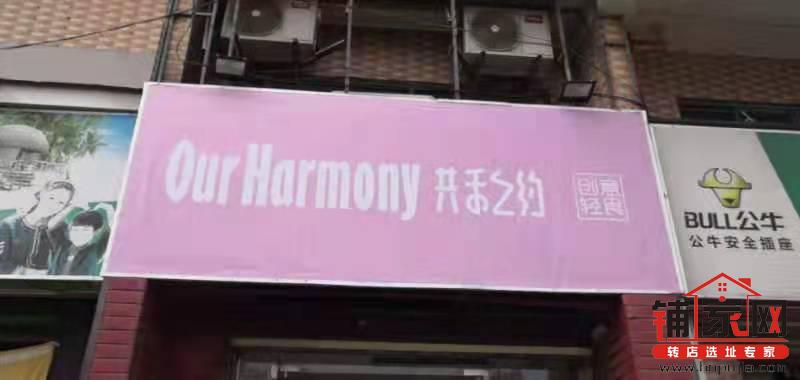 Our Harmony 共禾之约
创意
轻食
BULL公牛
公牛安全插座
铺家网
转店选址专家